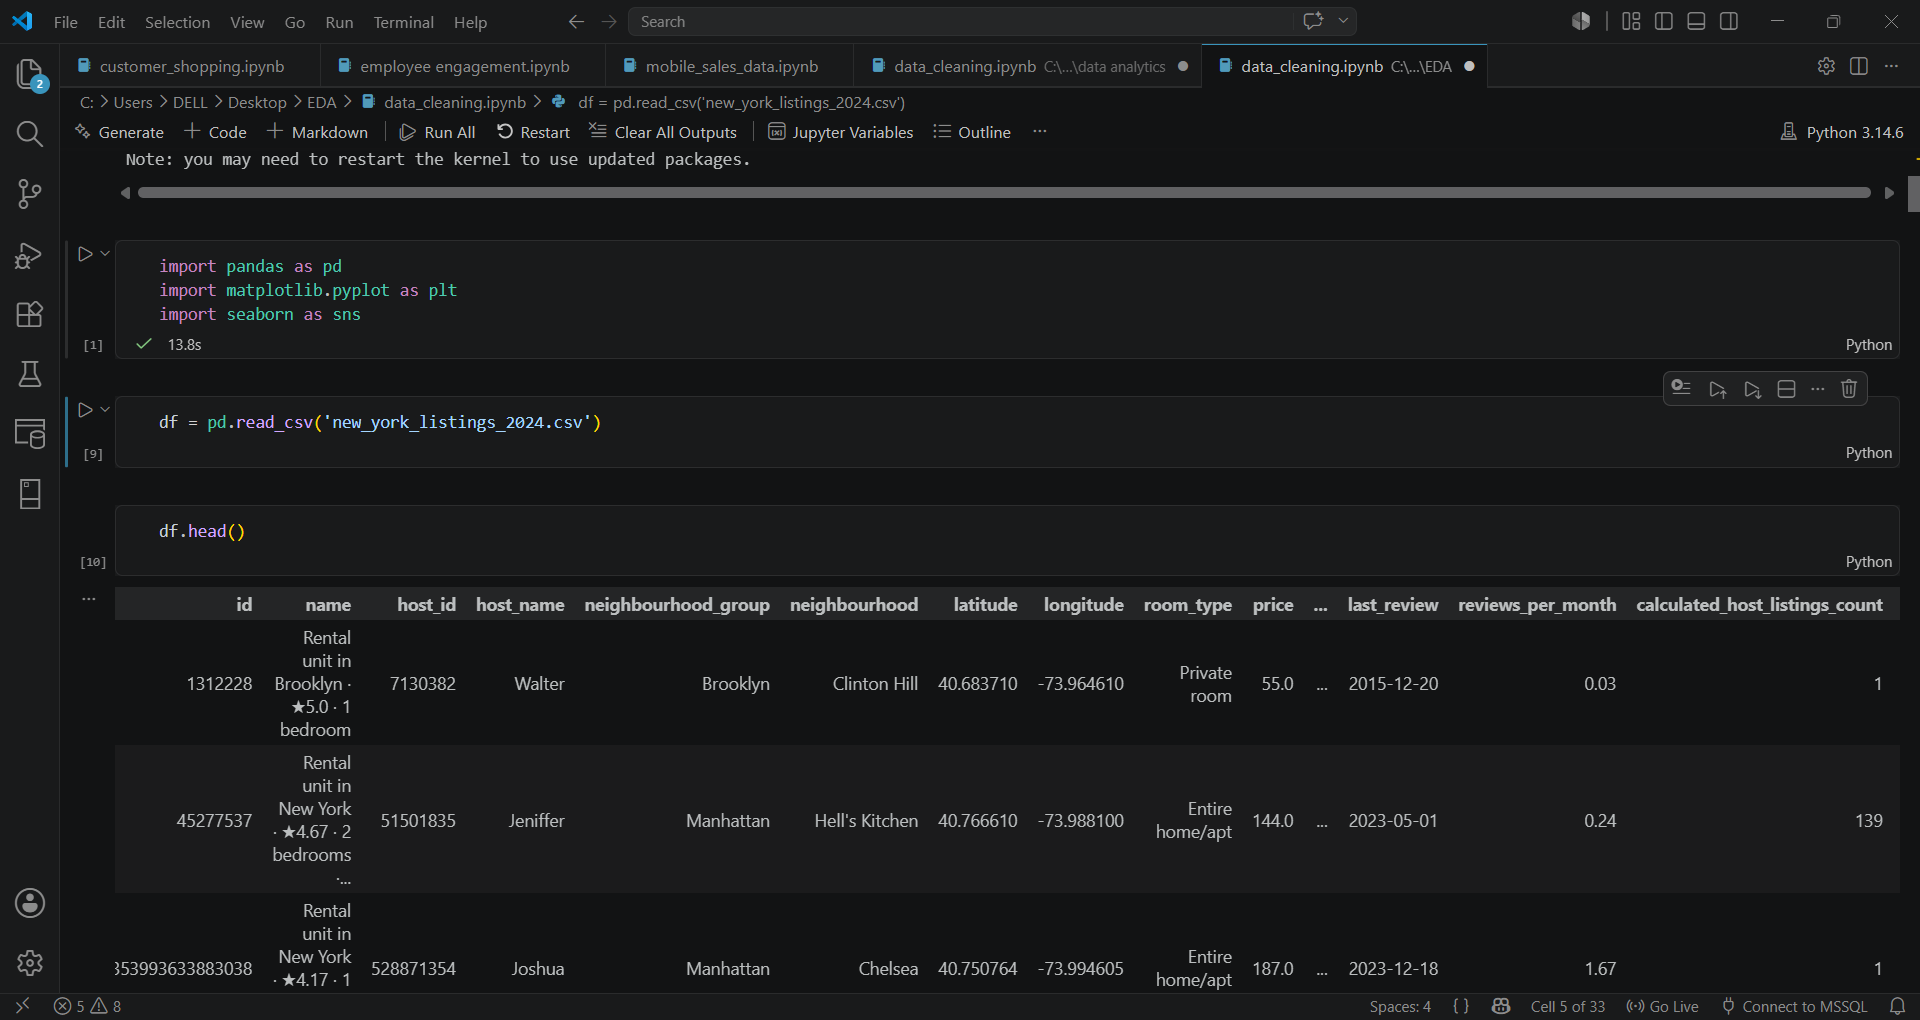 File Edit Selection View Go Run Terminal Help Search
customer_shopping.ipynb employee engagement.ipynb mobile_sales_data.ipynb data_cleaning.ipynb C:\...\data analytics data_cleaning.ipynb C:\...\EDA
C: > Users > DELL > Desktop > EDA > data_cleaning.ipynb > df = pd.read_csv('new_york_listings_2024.csv')
Generate + Code + Markdown Run All Restart Clear All Outputs Jupyter Variables Outline ... Python 3.14.6
2
Note: you may need to restart the kernel to use updated packages.
import pandas as pd
import matplotlib.pyplot as plt
import seaborn as sns
[1] 13.8s Python
df = pd.read_csv('new_york_listings_2024.csv')
[9] Python
df.head()
[10] Python
id name host_id host_name neighbourhood_group neighbourhood latitude longitude room_type price ... last_review reviews_per_month calculated_host_listings_count
1312228 Rental unit in Brooklyn · ★5.0 · 1 bedroom 7130382 Walter Brooklyn Clinton Hill 40.683710 -73.964610 Private room 55.0 ... 2015-12-20 0.03 1
45277537 Rental unit in New York · ★4.67 · 2 bedrooms ·... 51501835 Jeniffer Manhattan Hell's Kitchen 40.766610 -73.988100 Entire home/apt 144.0 ... 2023-05-01 0.24 139
353993633883038 Rental unit in New York · ★4.17 · 1 528871354 Joshua Manhattan Chelsea 40.750764 -73.994605 Entire home/apt 187.0 ... 2023-12-18 1.67 1
5 8 Spaces: 4 { } Cell 5 of 33 Go Live Connect to MSSQL